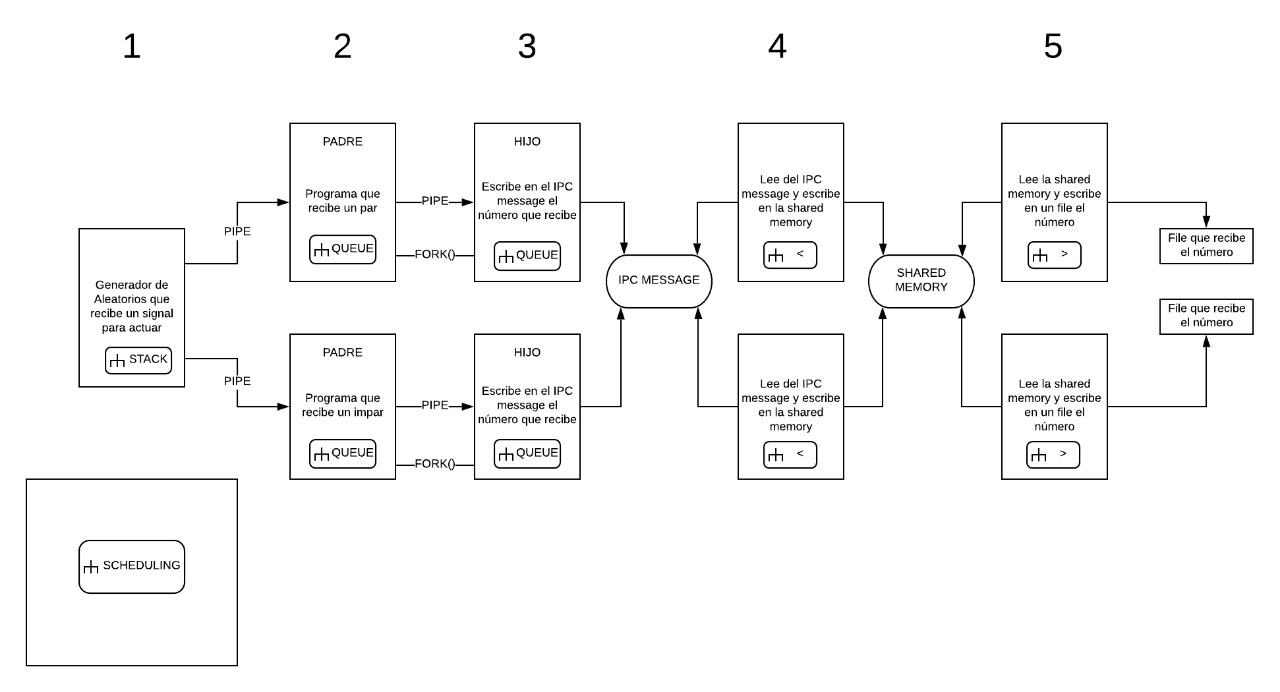 1
2
3
4
5
Generador de
Aleatorios que
recibe un signal
para actuar
STACK
PIPE
PIPE
PADRE
Programa que
recibe un par
QUEUE
PIPE
FORK()
HIJO
Escribe en el IPC
message el
número que recibe
QUEUE
PADRE
Programa que
recibe un impar
QUEUE
PIPE
FORK()
HIJO
Escribe en el IPC
message el
número que recibe
QUEUE
IPC MESSAGE
Lee del IPC
message y escribe
en la shared
memory
<
Lee del IPC
message y escribe
en la shared
memory
<
SHARED
MEMORY
Lee la shared
memory y escribe
en un file el
número
>
Lee la shared
memory y escribe
en un file el
número
>
File que recibe
el número
File que recibe
el número
SCHEDULING